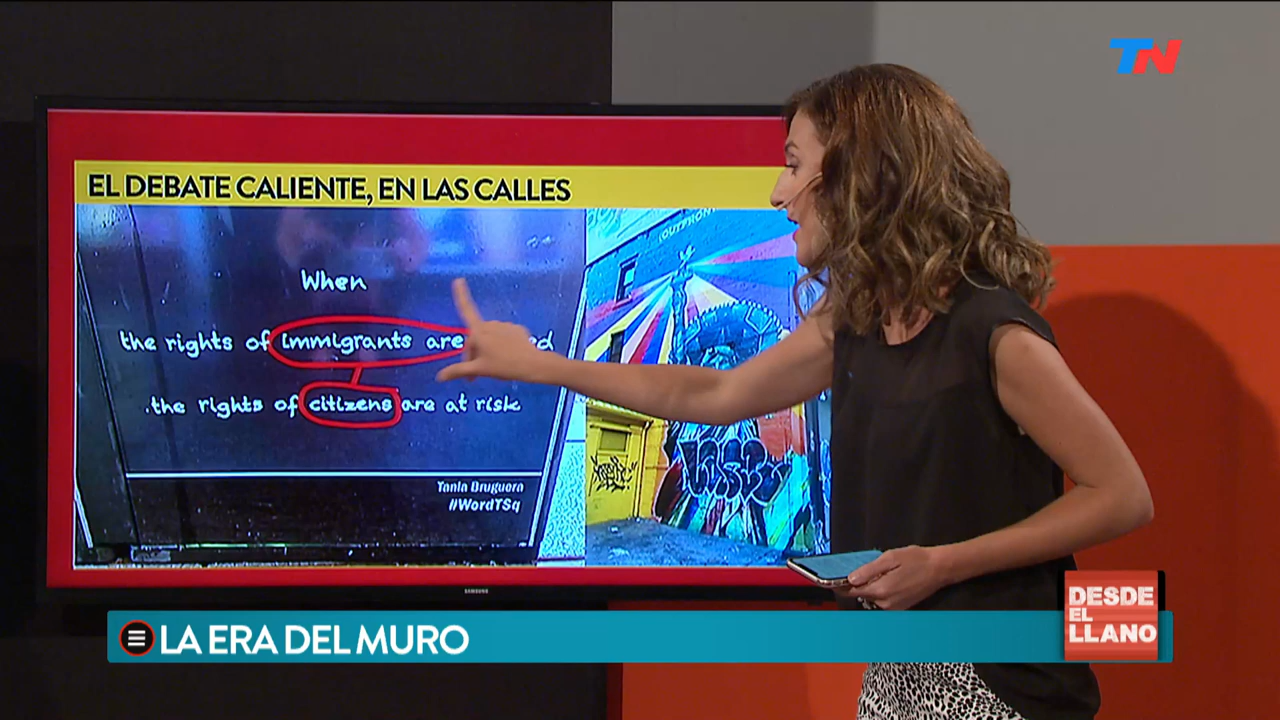 TN
EL DEBATE CALIENTE, EN LAS CALLES
When
the rights of immigrants are
the rights of citizens are at risk
Tania Bruguera
#WordTSq
SAMSUNG
LA ERA DEL MURO
DESDE
EL
LLANO